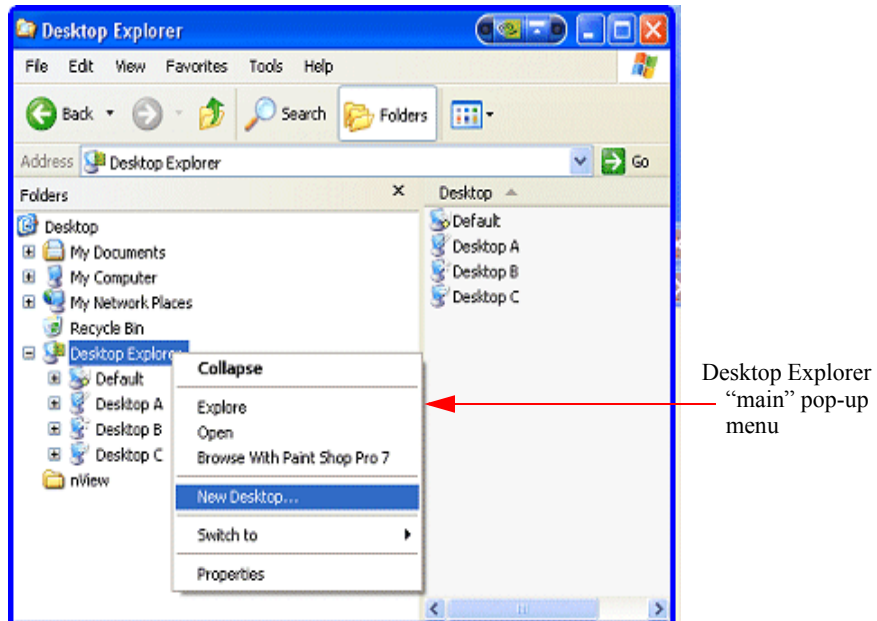 Desktop Explorer
File Edit View Favorites Tools Help
Back Search Folders
Address Desktop Explorer Go
Folders x Desktop
Desktop
My Documents
My Computer
My Network Places
Recycle Bin
Desktop Explorer
Default
Desktop A
Desktop B
Desktop C
nView
Default
Desktop A
Desktop B
Desktop C
Collapse
Explore
Open
Browse With Paint Shop Pro 7
New Desktop...
Switch to
Properties
Desktop Explorer
“main” pop-up
menu